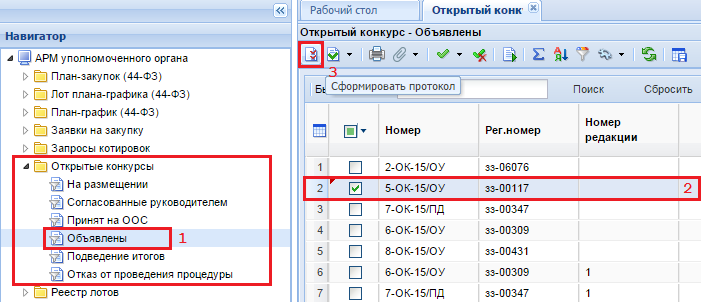 Навигатор
АРМ уполномоченного органа
План-закупок (44-ФЗ)
Лот плана-графика (44-ФЗ)
План-график (44-ФЗ)
Заявки на закупку
Запросы котировок
Открытые конкурсы
На размещении
Согласованные руководителем
Принят на ООС
Объявлены
1
Подведение итогов
Отказ от проведения процедуры
Реестр лотов
Рабочий стол
Открытый конк
Открытый конкурс - Объявлены
3
Сформировать протокол
Бы
Поиск
Сбросить
Номер
Рег.номер
Номер
редакции
1 2-ОК-15/ОУ зз-06076
2 5-ОК-15/ОУ зз-00117 2
3 7-ОК-15/ПД зз-00347
4 6-ОК-15/ОУ зз-00309
5 8-ОК-15/ОУ зз-00431
6 6-ОК-15/ОУ зз-00309 1
7 7-ОК-15/ПД зз-00347 1